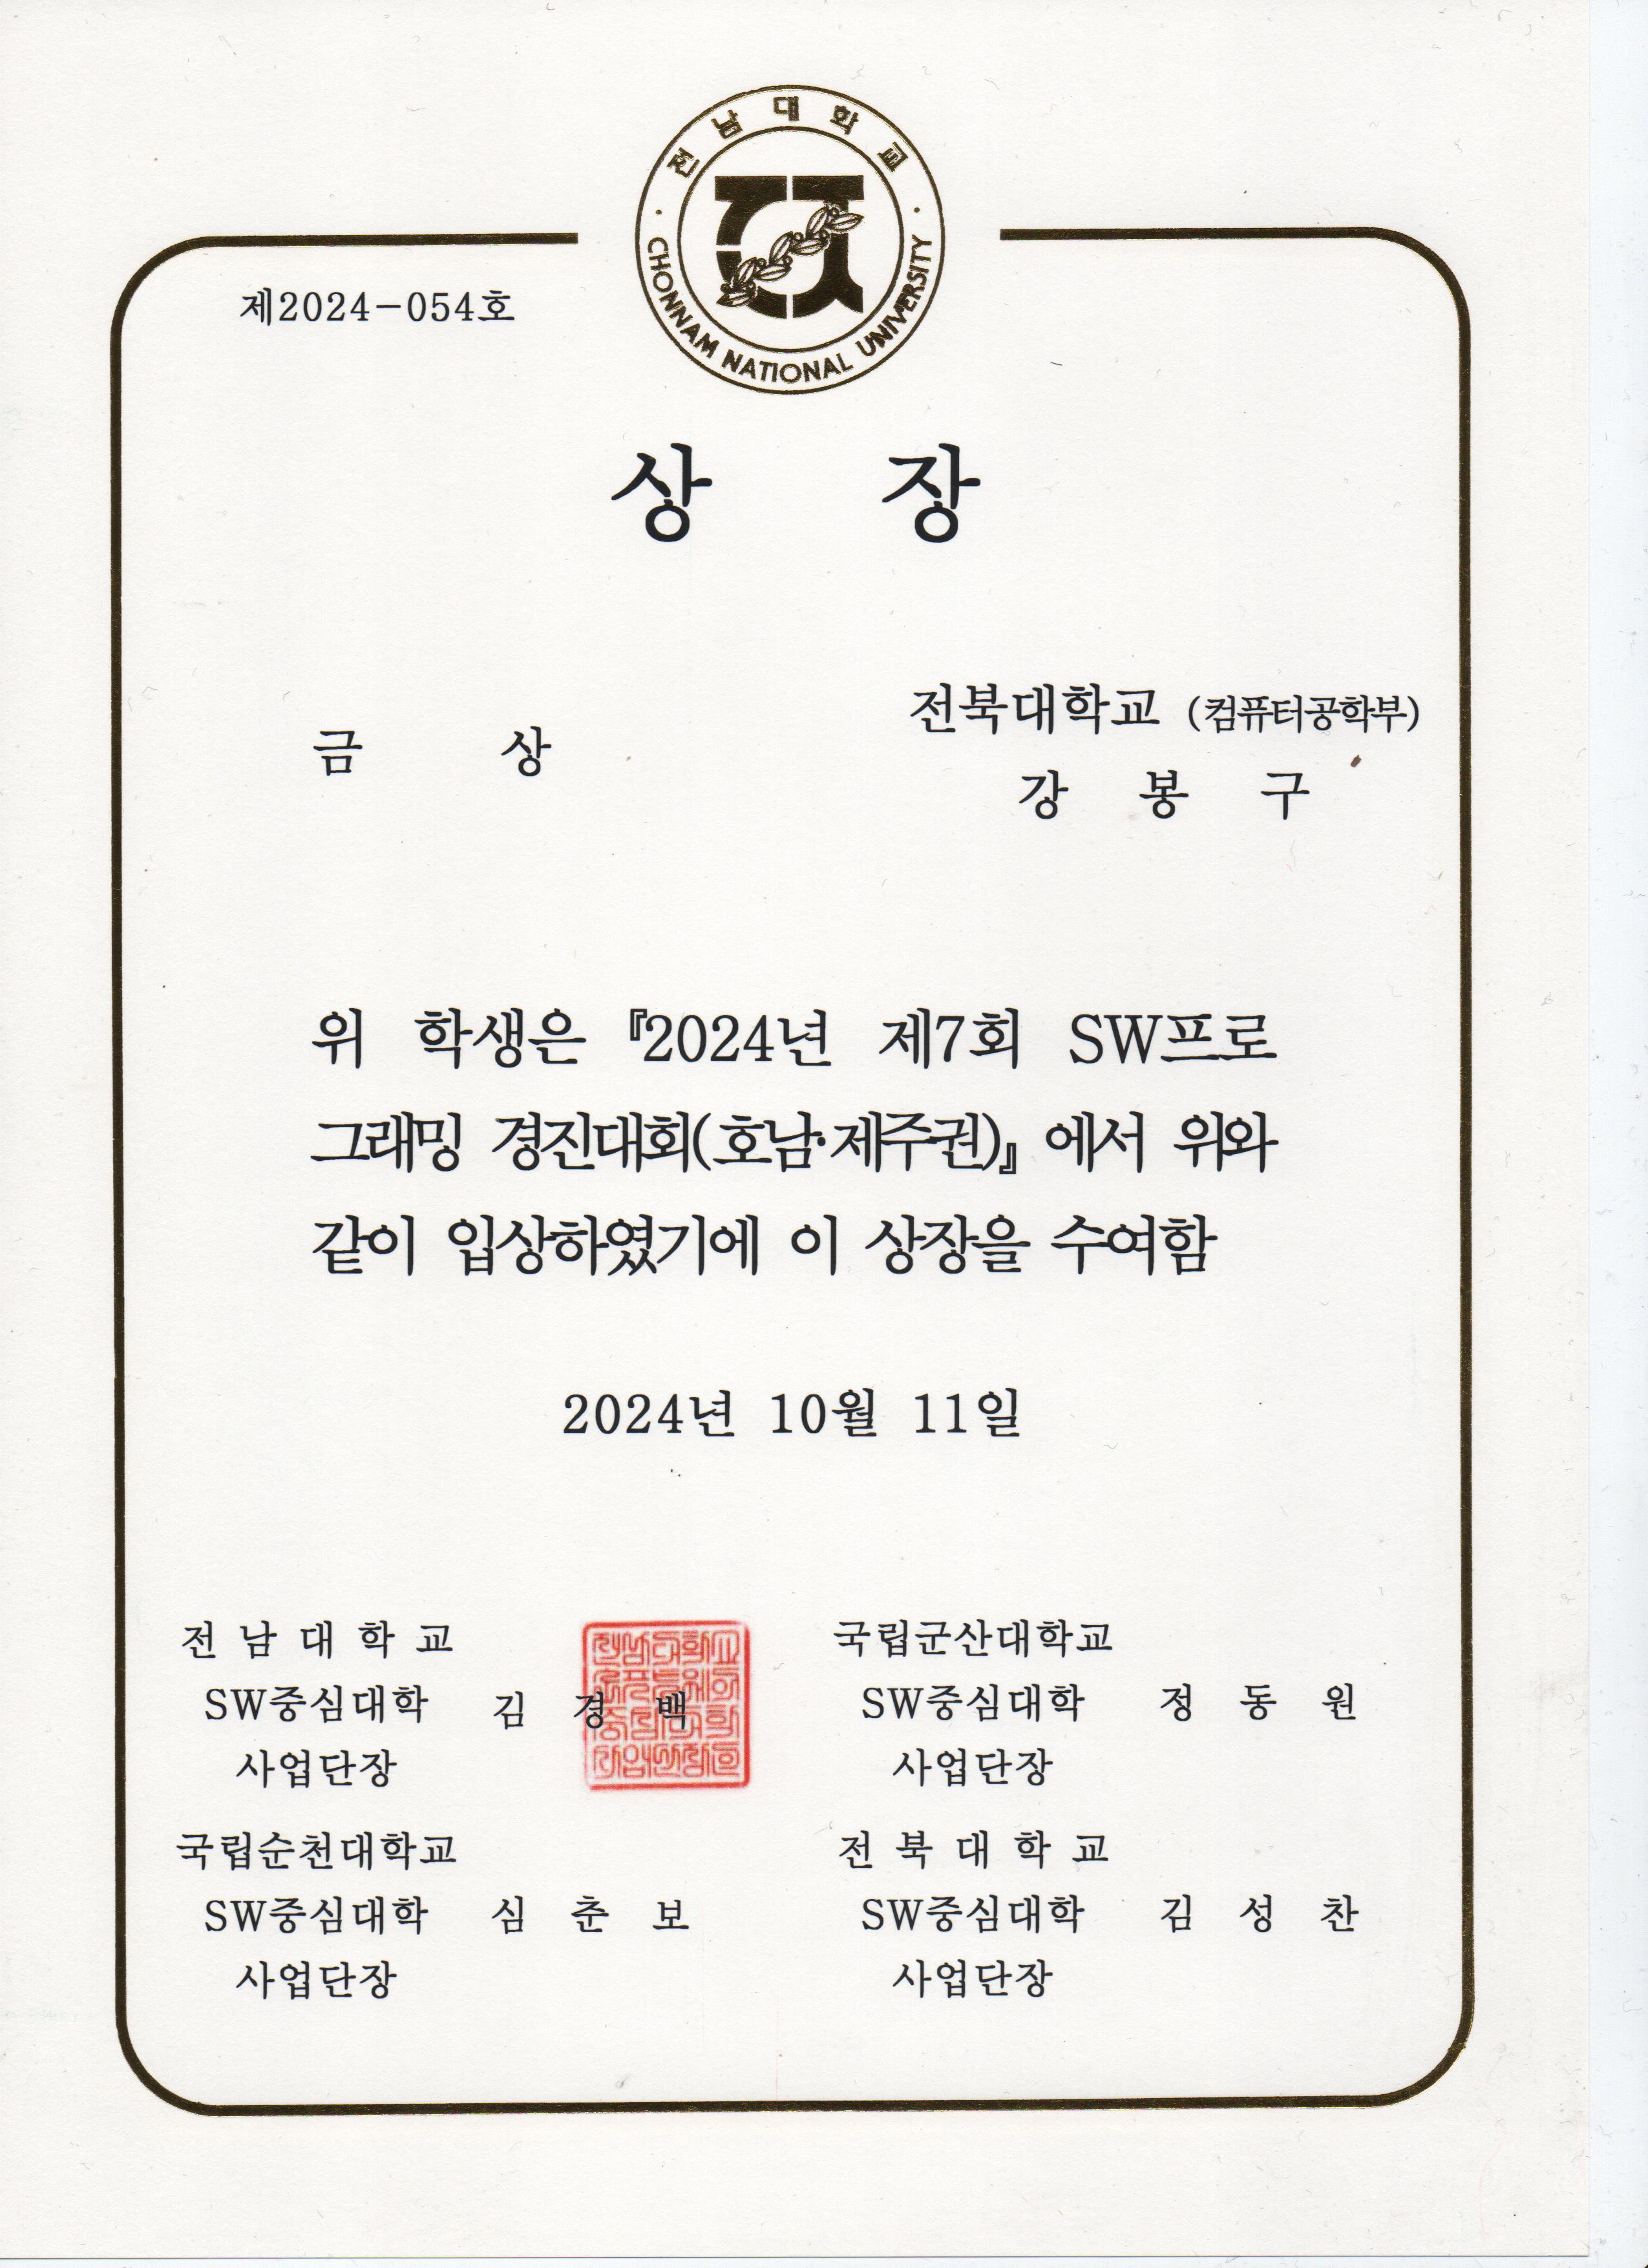 전남대학교
CHONNAM NATIONAL UNIVERSITY
제2024-054호
상 장
금 상
전북대학교 (컴퓨터공학부)
강 봉 구
위 학생은 『2024년 제7회 SW프로
그래밍 경진대회(호남·제주권)』에서 위와
같이 입상하였기에 이 상장을 수여함
2024년 10월 11일
전 남 대 학 교
SW중심대학 김 경 백
사업단장
국립군산대학교
SW중심대학 정 동 원
사업단장
국립순천대학교
SW중심대학 심 춘 보
사업단장
전 북 대 학 교
SW중심대학 김 성 찬
사업단장